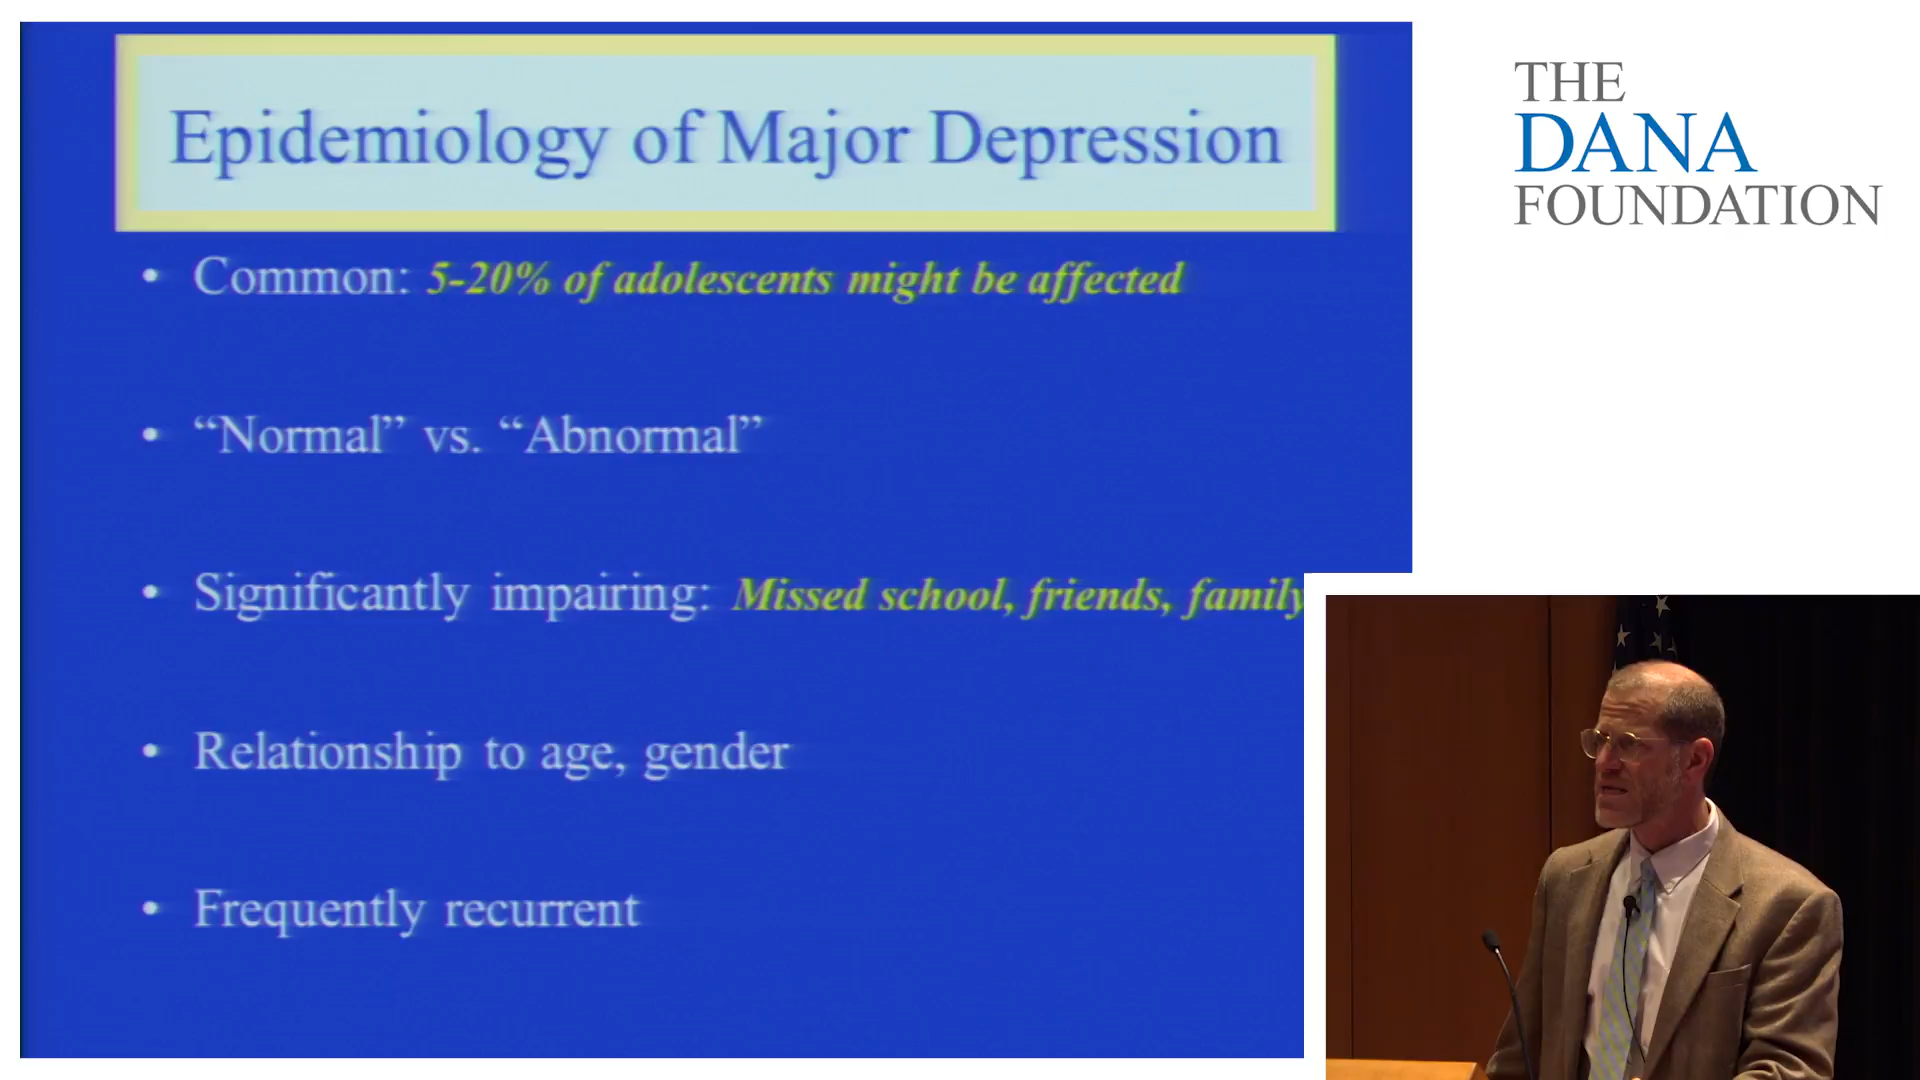 Epidemiology of Major Depression
• Common: 5-20% of adolescents might be affected
• “Normal” vs. “Abnormal”
• Significantly impairing: Missed school, friends, family
• Relationship to age, gender
• Frequently recurrent
THE
DANA
FOUNDATION